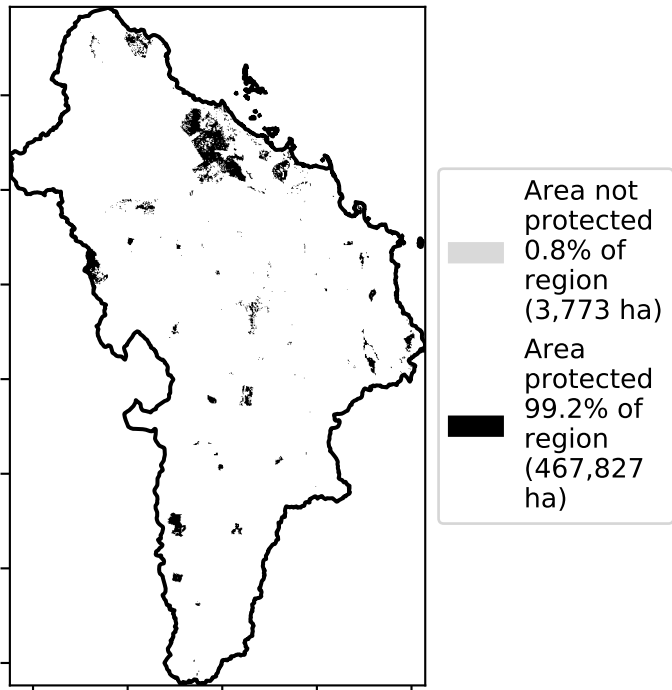 Area not
protected
0.8% of
region
(3,773 ha)
Area
protected
99.2% of
region
(467,827
ha)